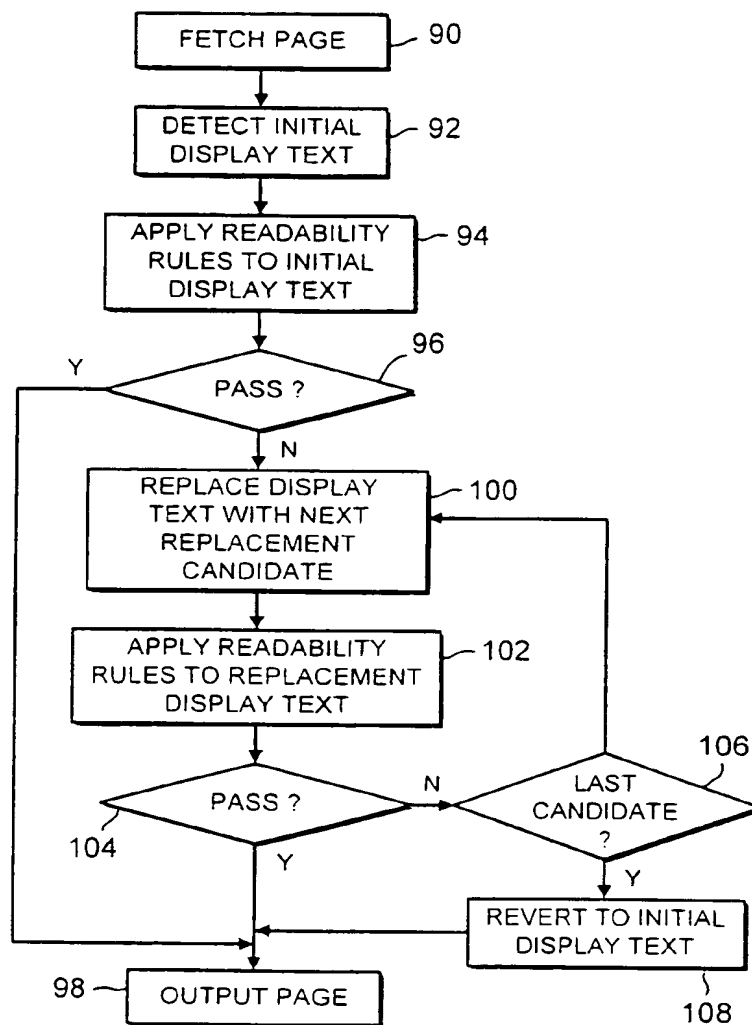 FETCH PAGE
90
DETECT INITIAL
DISPLAY TEXT
92
APPLY READABILITY
RULES TO INITIAL
DISPLAY TEXT
94
96
Y
PASS ?
N
REPLACE DISPLAY
TEXT WITH NEXT
REPLACEMENT
CANDIDATE
100
APPLY READABILITY
RULES TO REPLACEMENT
DISPLAY TEXT
102
106
PASS ?
N
LAST
CANDIDATE
?
104
Y
Y
REVERT TO INITIAL
DISPLAY TEXT
98
OUTPUT PAGE
108